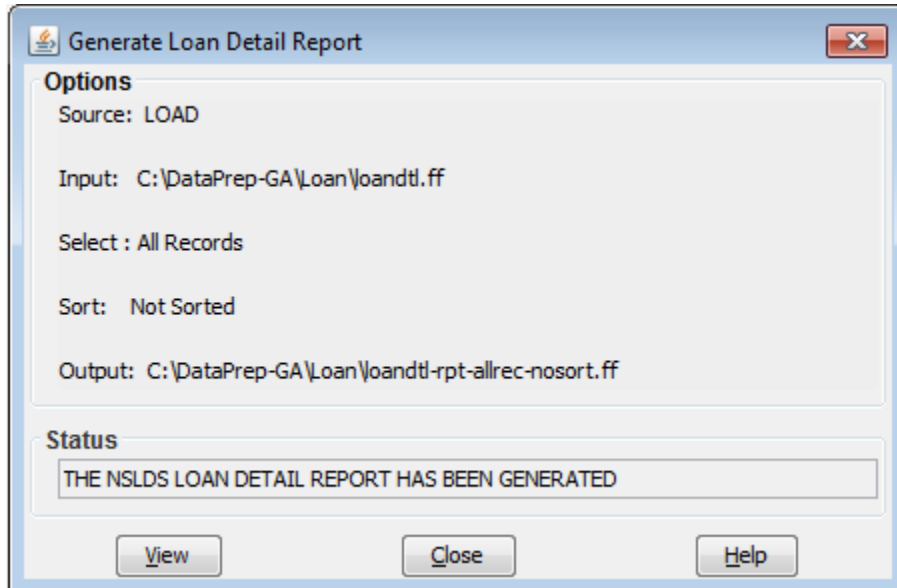 Generate Loan Detail Report
Options
Source: LOAD
Input: C:\DataPrep-GA\Loan\loandtl.ff
Select : All Records
Sort: Not Sorted
Output: C:\DataPrep-GA\Loan\loandtl-rpt-allrec-nosort.ff
Status
THE NSLDS LOAN DETAIL REPORT HAS BEEN GENERATED
View Close Help